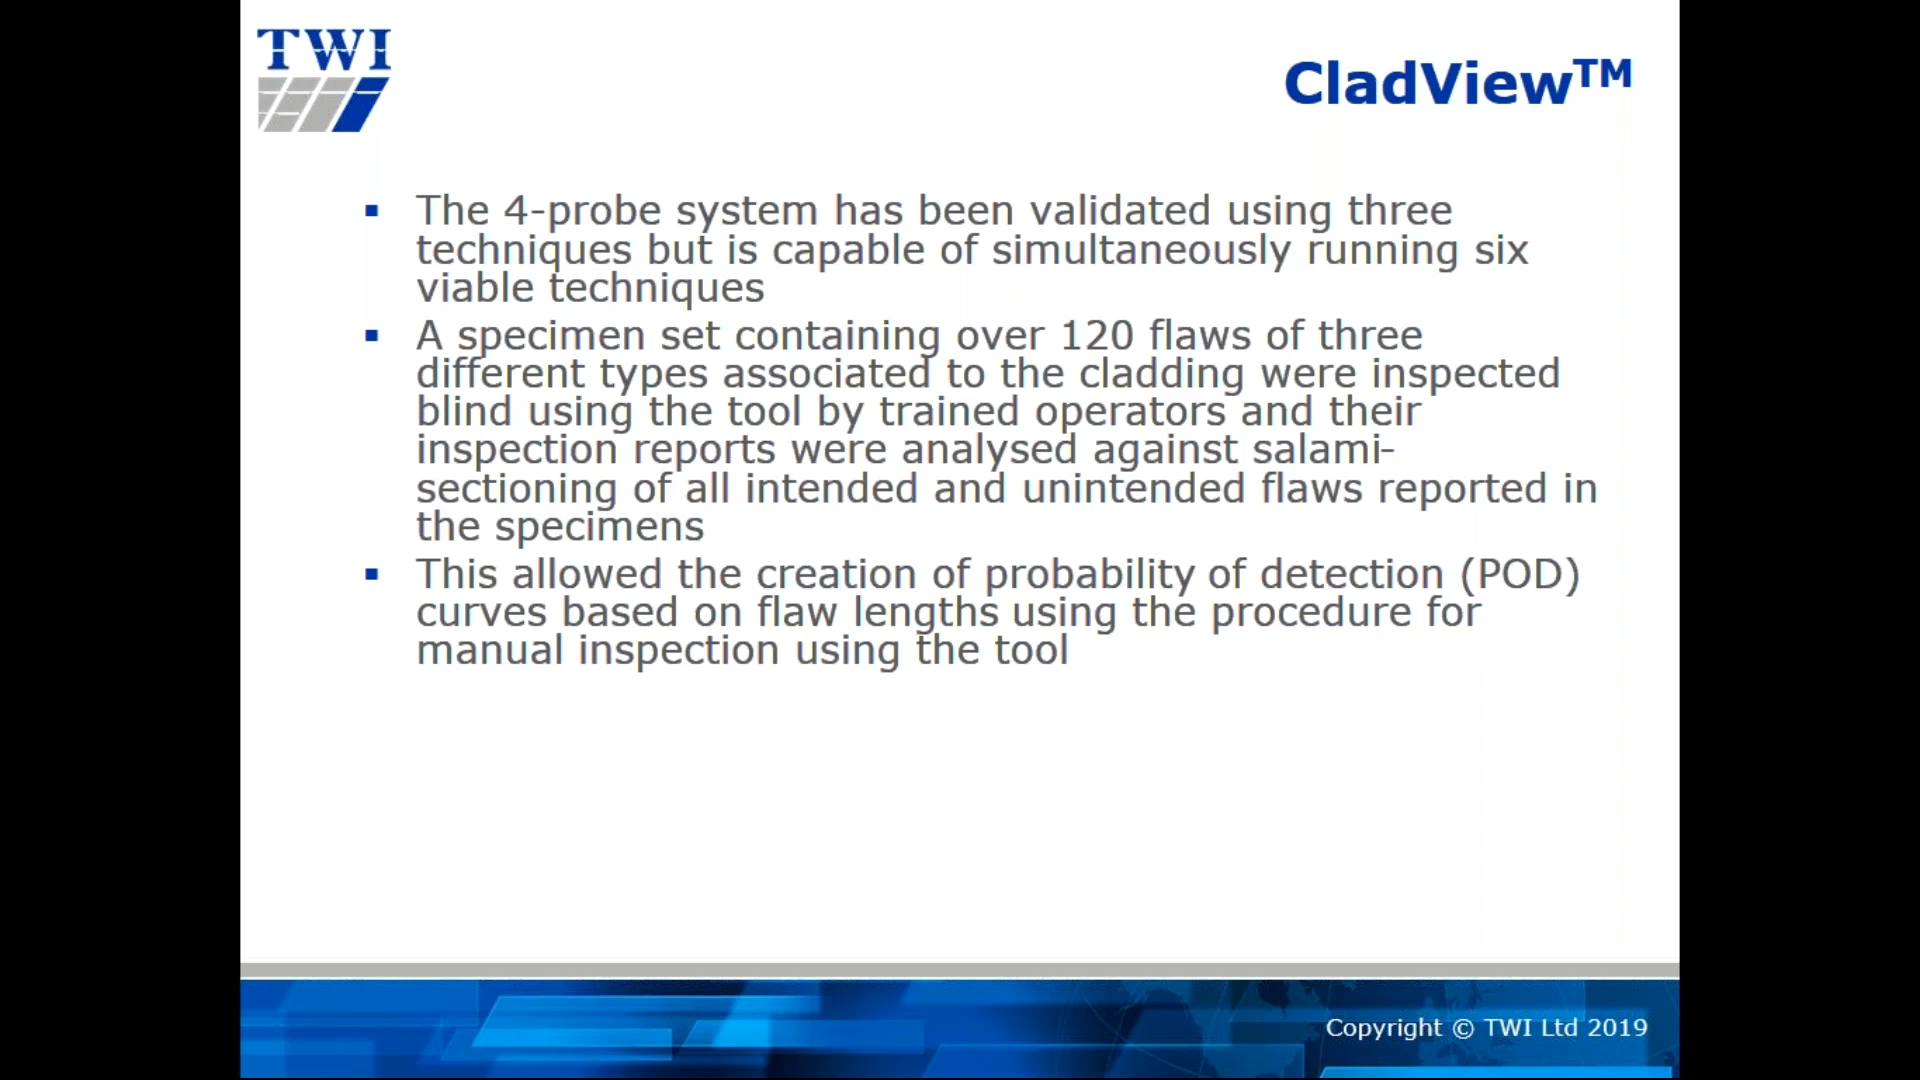 TWI
CladView™
▪ The 4-probe system has been validated using three
techniques but is capable of simultaneously running six
viable techniques
▪ A specimen set containing over 120 flaws of three
different types associated to the cladding were inspected
blind using the tool by trained operators and their
inspection reports were analysed against salami-
sectioning of all intended and unintended flaws reported in
the specimens
▪ This allowed the creation of probability of detection (POD)
curves based on flaw lengths using the procedure for
manual inspection using the tool
Copyright © TWI Ltd 2019